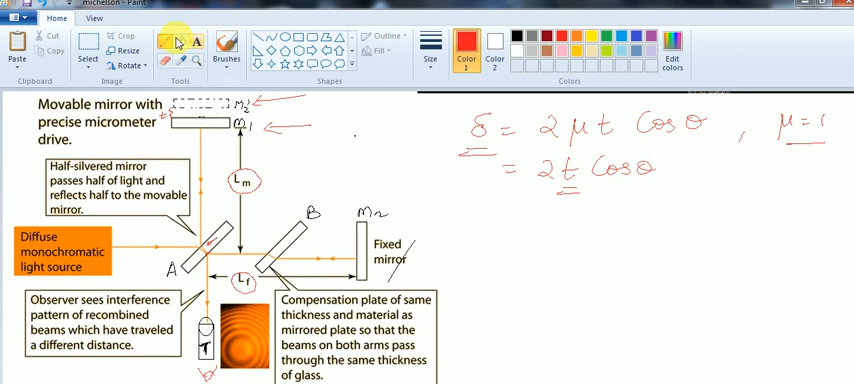 michelson - Paint
Home View
Cut
Copy
Paste
Clipboard
Crop
Resize
Rotate
Select
Image
A
Tools
Brushes
Outline
Fill
Shapes
Size
Color 1
Color 2
Edit colors
Colors
Movable mirror with
precise micrometer
drive.
t
M2'
M1
Half-silvered mirror
passes half of light and
reflects half to the movable
mirror.
Lm
Diffuse
monochromatic
light source
A
B
M2
Fixed
mirror
Lf
Observer sees interference
pattern of recombined
beams which have traveled
a different distance.
T
Compensation plate of same
thickness and material as
mirrored plate so that the
beams on both arms pass
through the same thickness
of glass.
δ = 2 μ t Cosθ , μ = 1
= 2 t Cosθ